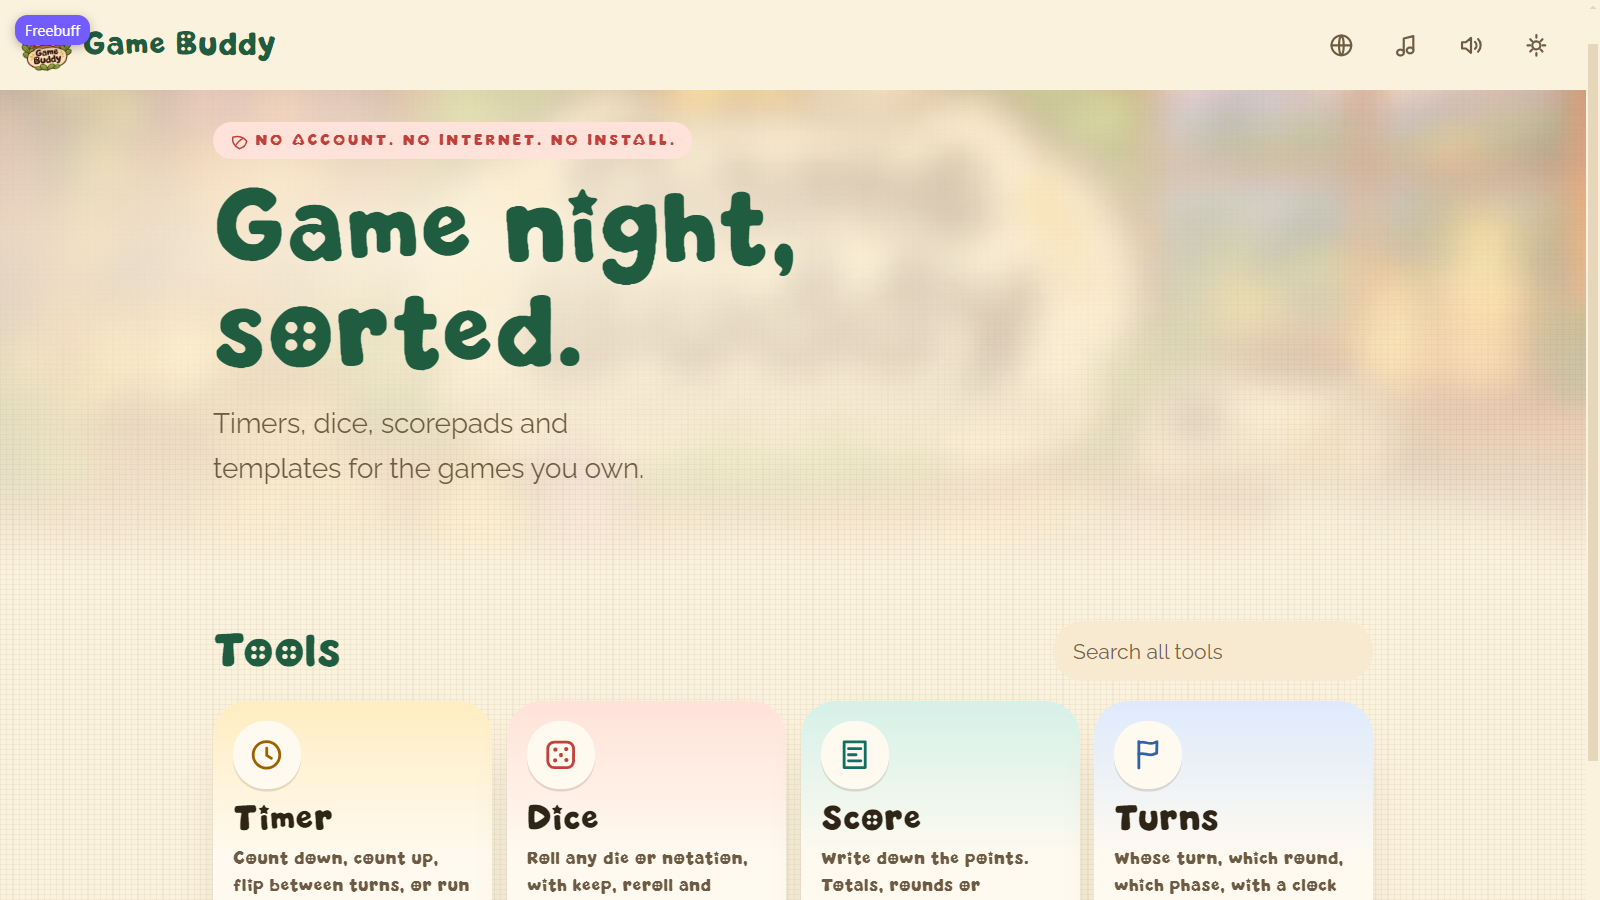 Freebuff
Game Buddy
Game Buddy
NO ACCOUNT. NO INTERNET. NO INSTALL.
Game night,
sorted.
Timers, dice, scorepads and
templates for the games you own.
Tools
Search all tools
Timer
Count down, count up,
flip between turns, or run
Dice
Roll any die or notation,
with keep, reroll and
Score
Write down the points.
Totals, rounds or
Turns
Whose turn, which round,
which phase, with a clock